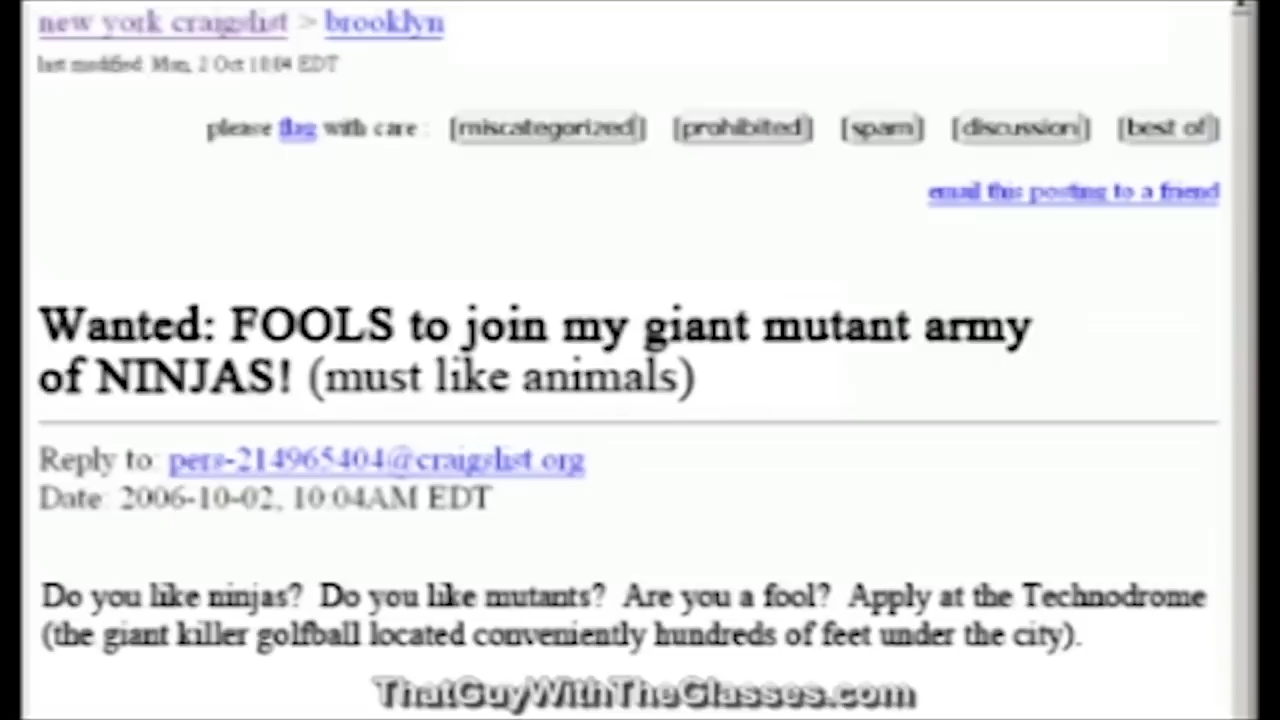 new york craigslist > brooklyn
last modified: Mon, 2 Oct 10:04 EDT
please flag with care : [miscategorized] [prohibited] [spam] [discussion] [best of]
email this posting to a friend
Wanted: FOOLS to join my giant mutant army
of NINJAS! (must like animals)
Reply to: pers-214965404@craigslist.org
Date: 2006-10-02, 10:04AM EDT
Do you like ninjas? Do you like mutants? Are you a fool? Apply at the Technodrome
(the giant killer golfball located conveniently hundreds of feet under the city).
ThatGuyWithTheGlasses.com